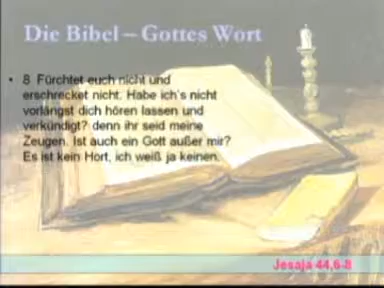 Die Bibel – Gottes Wort
• 8 Fürchtet euch nicht und
erschrecket nicht. Habe ich's nicht
vorlängst dich hören lassen und
verkündigt? denn ihr seid meine
Zeugen. Ist auch ein Gott außer mir?
Es ist kein Hort, ich weiß ja keinen.
Jesaja 44,6-8